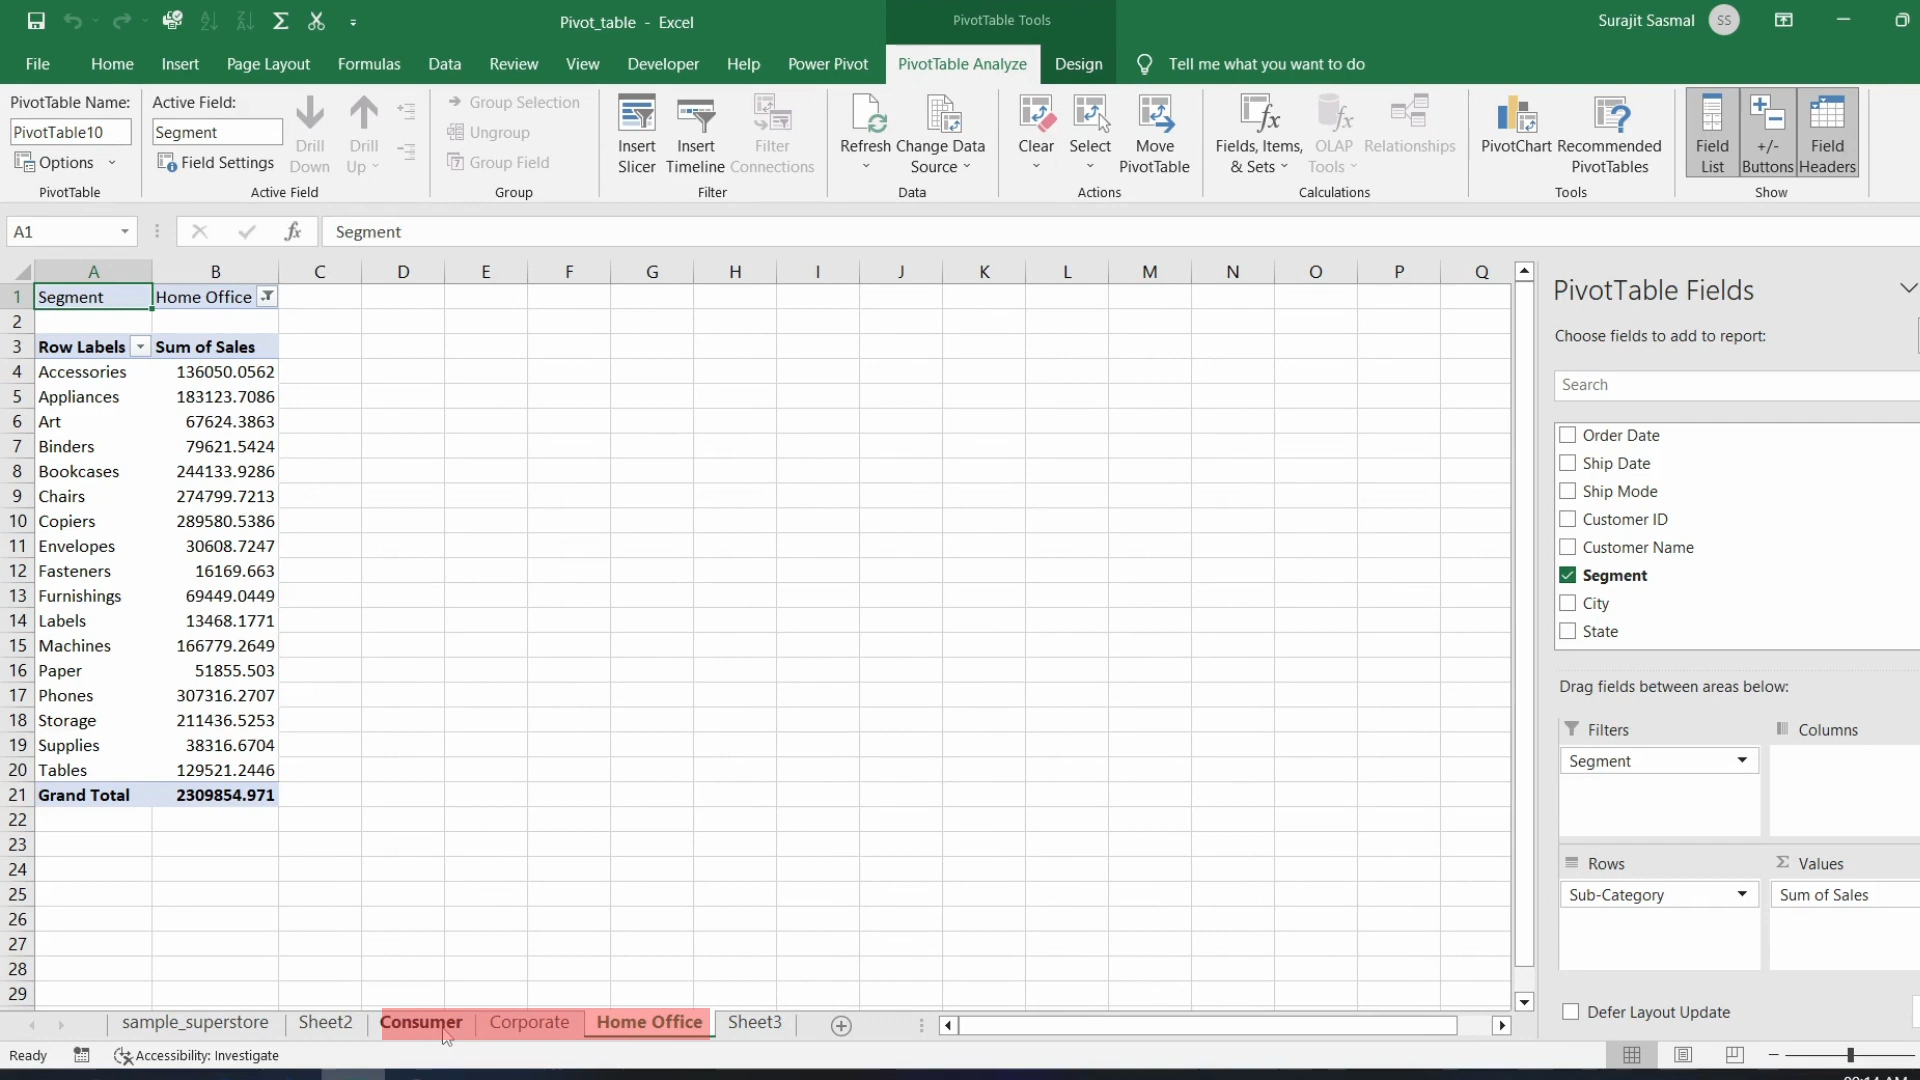 Pivot_table - Excel
PivotTable Tools
Surajit Sasmal SS
File Home Insert Page Layout Formulas Data Review View Developer Help Power Pivot PivotTable Analyze Design Tell me what you want to do
PivotTable Name:
PivotTable10
Options
PivotTable
Active Field:
Segment
Field Settings
Drill Down
Drill Up
Active Field
Group Selection
Ungroup
Group Field
Group
Insert Slicer
Insert Timeline
Filter Connections
Filter
Refresh
Change Data Source
Data
Clear
Select
Move PivotTable
Actions
Fields, Items, & Sets
OLAP Tools
Relationships
Calculations
PivotChart
Recommended PivotTables
Tools
Field List
+/- Buttons
Field Headers
Show
A1 fx Segment
A B C D E F G H I J K L M N O P Q
1 Segment Home Office
2
3 Row Labels Sum of Sales
4 Accessories 136050.0562
5 Appliances 183123.7086
6 Art 67624.3863
7 Binders 79621.5424
8 Bookcases 244133.9286
9 Chairs 274799.7213
10 Copiers 289580.5386
11 Envelopes 30608.7247
12 Fasteners 16169.663
13 Furnishings 69449.0449
14 Labels 13468.1771
15 Machines 166779.2649
16 Paper 51855.503
17 Phones 307316.2707
18 Storage 211436.5253
19 Supplies 38316.6704
20 Tables 129521.2446
21 Grand Total 2309854.971
22
23
24
25
26
27
28
29
PivotTable Fields
Choose fields to add to report:
Search
Order Date
Ship Date
Ship Mode
Customer ID
Customer Name
Segment
City
State
Drag fields between areas below:
Filters
Segment
Columns
Rows
Sub-Category
Σ Values
Sum of Sales
Defer Layout Update
sample_superstore Sheet2 Consumer Corporate Home Office Sheet3
Ready Accessibility: Investigate